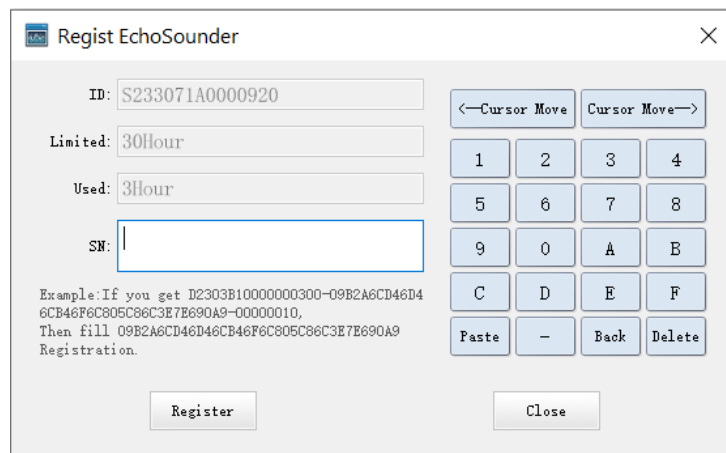 Regist EchoSounder
ID: S233071A0000920
Limited: 30Hour
Used: 3Hour
SN:
Example:If you get D2303B10000000300-09B2A6CD46D4
6CB46F6C805C86C3E7E690A9-00000010,
Then fill 09B2A6CD46D46CB46F6C805C86C3E7E690A9
Registration.
<—Cursor Move Cursor Move—>
1 2 3 4
5 6 7 8
9 0 A B
C D E F
Paste — Back Delete
Register Close